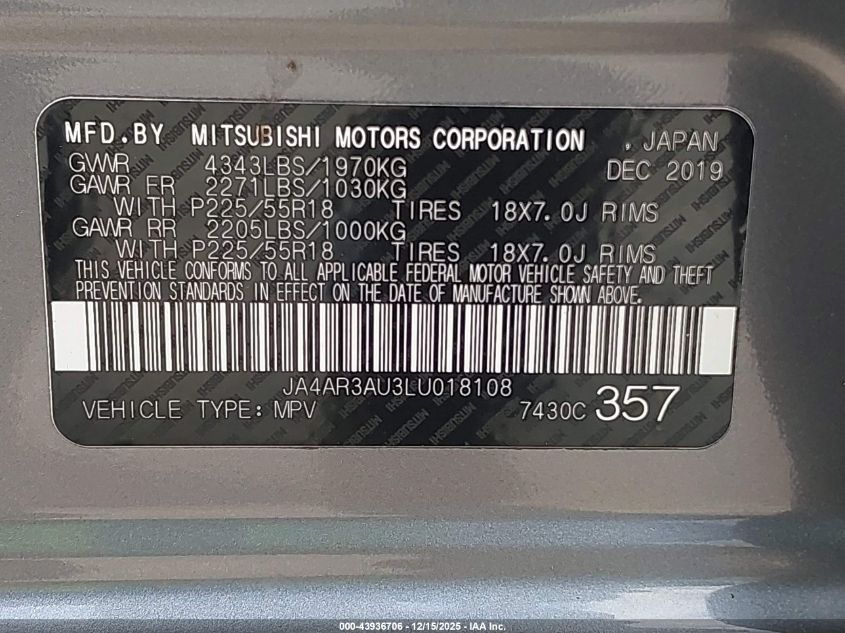 MFD.BY MITSUBISHI MOTORS CORPORATION , JAPAN
GVWR 4343LBS/1970KG DEC 2019
GAWR FR 2271LBS/1030KG
WITH P225/55R18 TIRES 18X7.0J RIMS
GAWR RR 2205LBS/1000KG
WITH P225/55R18 TIRES 18X7.0J RIMS
THIS VEHICLE CONFORMS TO ALL APPLICABLE FEDERAL MOTOR VEHICLE SAFETY AND THEFT
PREVENTION STANDARDS IN EFFECT ON THE DATE OF MANUFACTURE SHOWN ABOVE.
JA4AR3AU3LU018108
VEHICLE TYPE: MPV 7430C 357
000-43936706 - 12/15/2025 - IAA Inc.